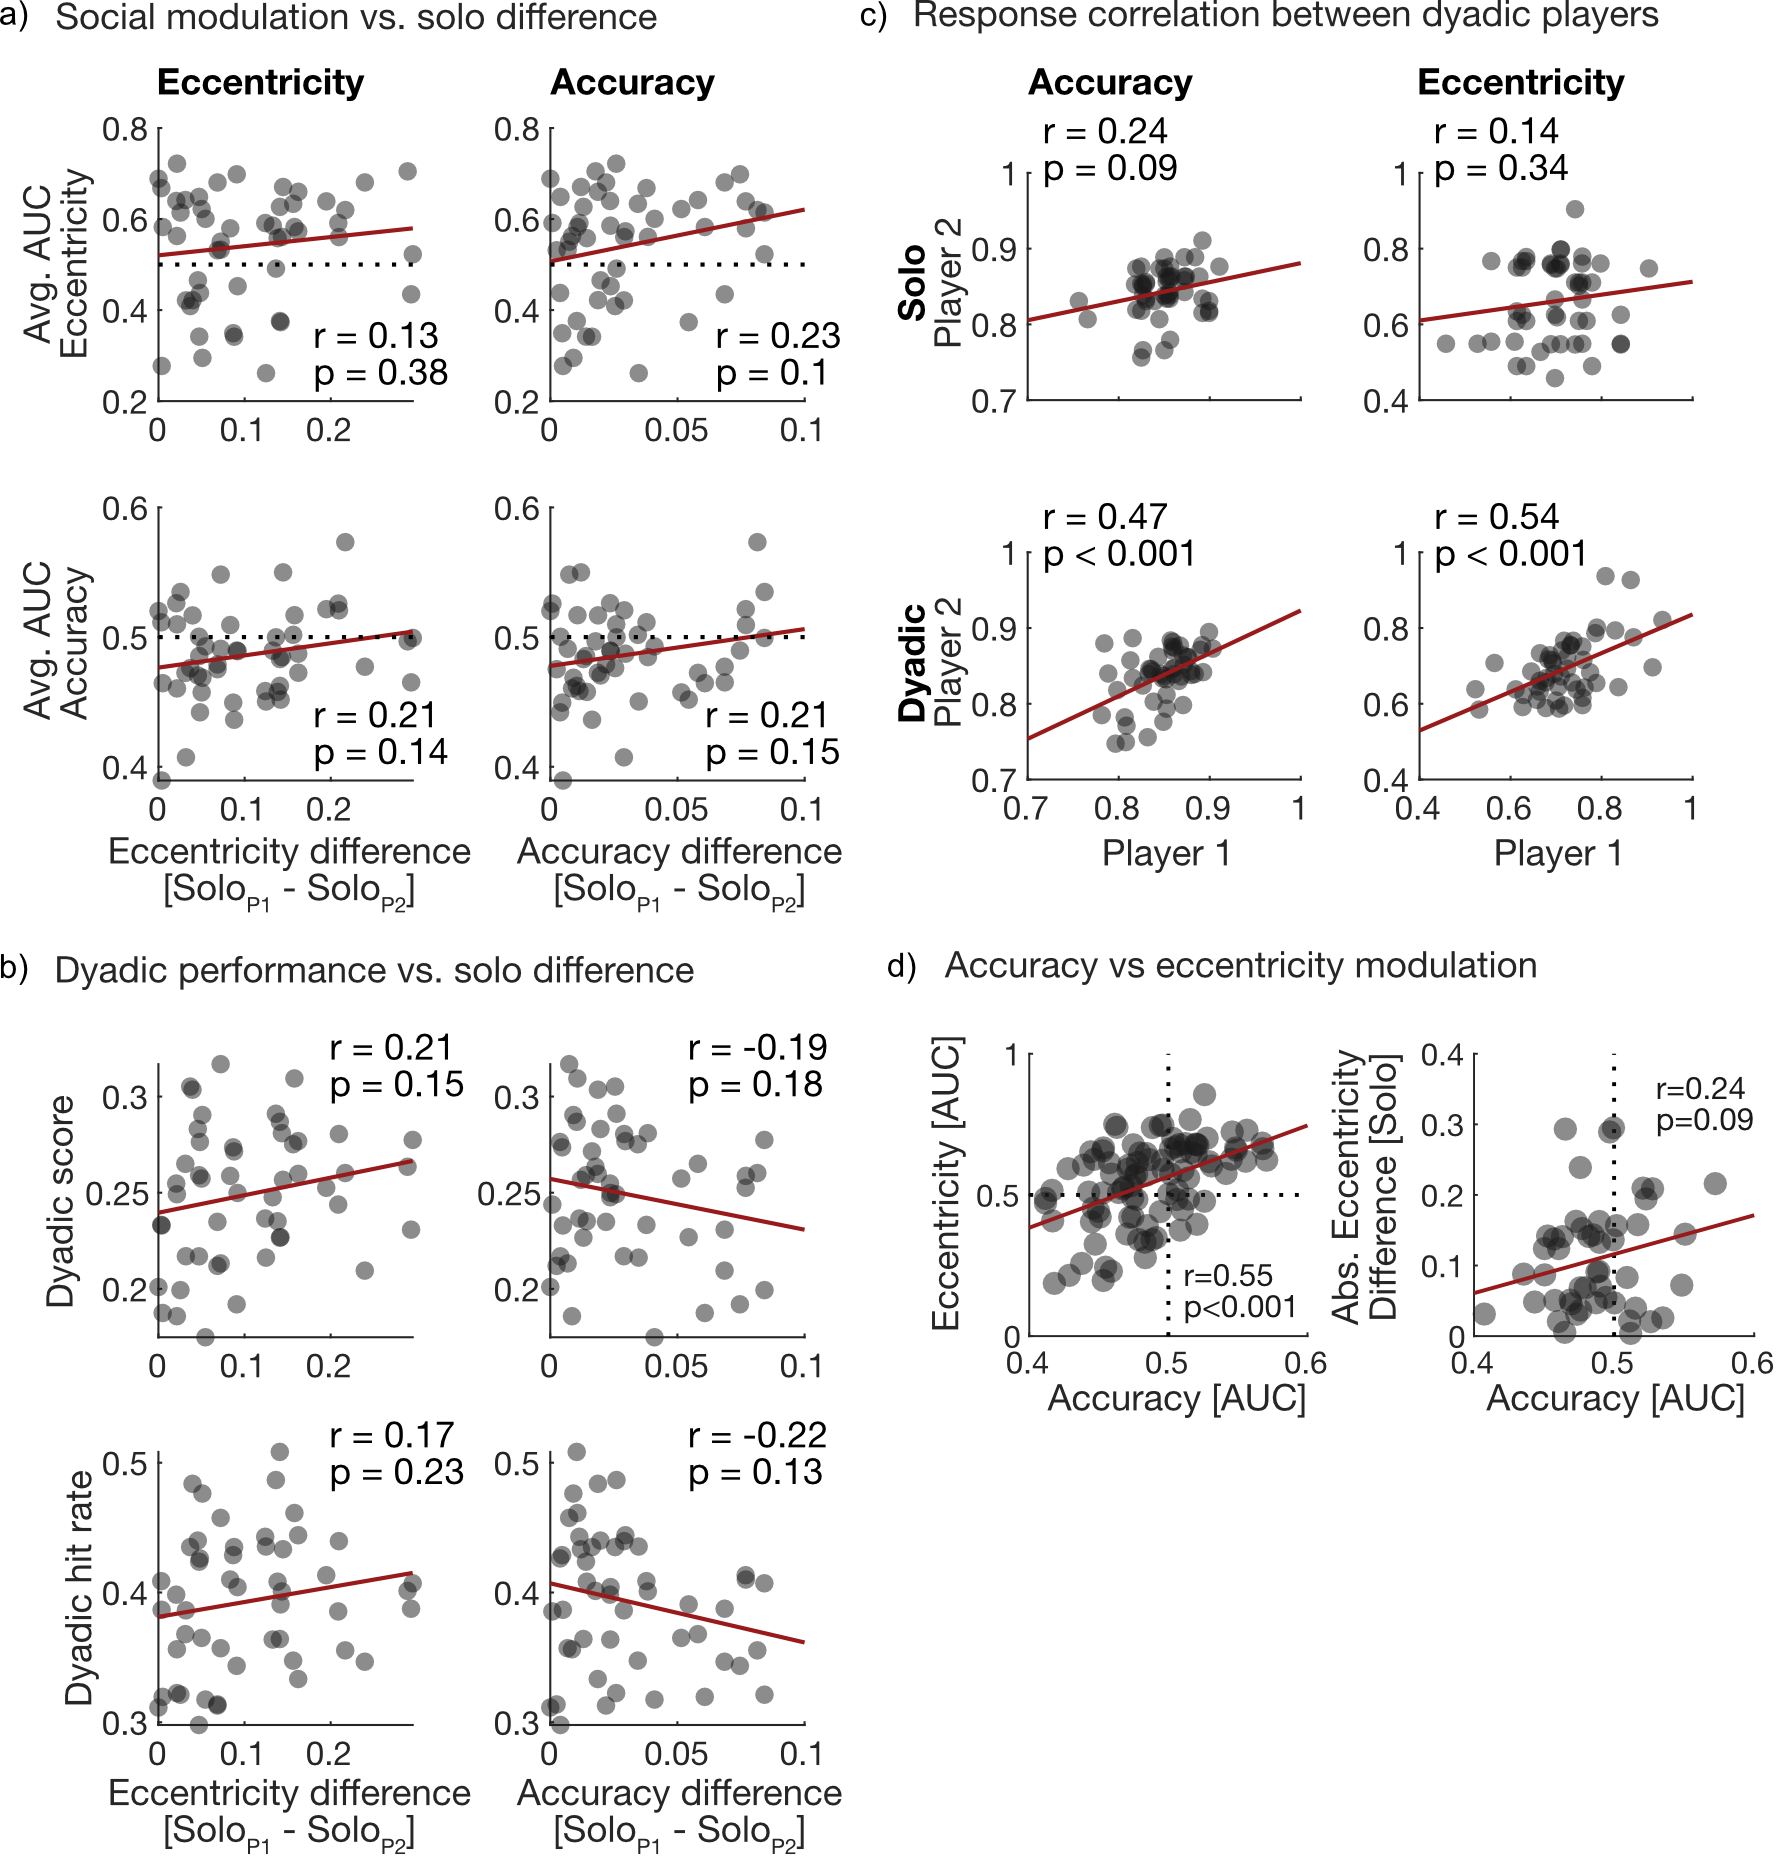 a) Social modulation vs. solo difference
Eccentricity
Accuracy
Avg. AUC
Eccentricity
0.8
0.6
0.4
0.2
r = 0.13
p = 0.38
0 0.1 0.2
0.8
0.6
0.4
0.2
r = 0.23
p = 0.1
0 0.05 0.1
Avg. AUC
Accuracy
0.6
0.5
0.4
r = 0.21
p = 0.14
0 0.1 0.2
Eccentricity difference
[SoloP1 - SoloP2]
0.6
0.5
0.4
r = 0.21
p = 0.15
0 0.05 0.1
Accuracy difference
[SoloP1 - SoloP2]
b) Dyadic performance vs. solo difference
Dyadic score
r = 0.21
p = 0.15
0.3
0.25
0.2
0 0.1 0.2
r = -0.19
p = 0.18
0.3
0.25
0.2
0 0.05 0.1
Dyadic hit rate
r = 0.17
p = 0.23
0.5
0.4
0.3
0 0.1 0.2
Eccentricity difference
[SoloP1 - SoloP2]
r = -0.22
p = 0.13
0.5
0.4
0.3
0 0.05 0.1
Accuracy difference
[SoloP1 - SoloP2]
c) Response correlation between dyadic players
Accuracy
Eccentricity
Solo
Player 2
r = 0.24
p = 0.09
1
0.9
0.8
0.7
r = 0.14
p = 0.34
1
0.8
0.6
0.4
Dyadic
Player 2
r = 0.47
p < 0.001
1
0.9
0.8
0.7
0.7 0.8 0.9 1
Player 1
r = 0.54
p < 0.001
1
0.8
0.6
0.4
0.4 0.6 0.8 1
Player 1
d) Accuracy vs eccentricity modulation
Eccentricity [AUC]
1
0.5
0
r=0.55
p<0.001
0.4 0.5 0.6
Accuracy [AUC]
Abs. Eccentricity
Difference [Solo]
0.4
0.3
0.2
0.1
0
r=0.24
p=0.09
0.4 0.5 0.6
Accuracy [AUC]